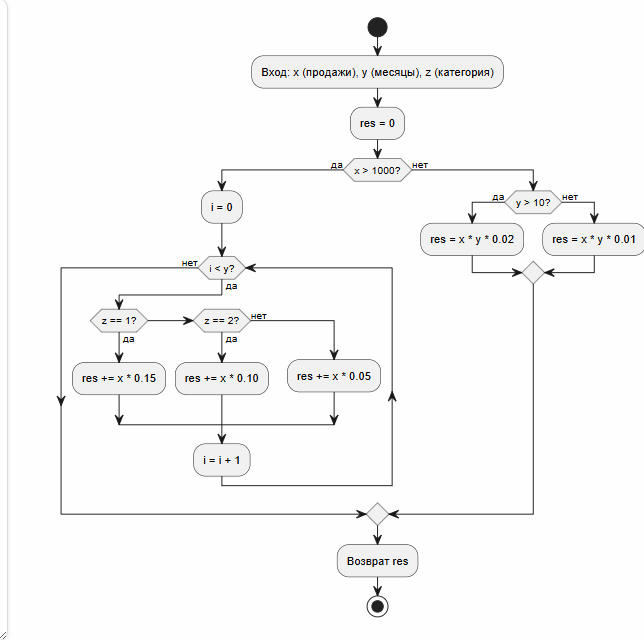 Вход: x (продажи), y (месяцы), z (категория)
res = 0
x > 1000?
да
нет
i = 0
y > 10?
да
нет
res = x * y * 0.02
res = x * y * 0.01
i < y?
нет
да
z == 1?
z == 2?
нет
да
да
res += x * 0.15
res += x * 0.10
res += x * 0.05
i = i + 1
Возврат res